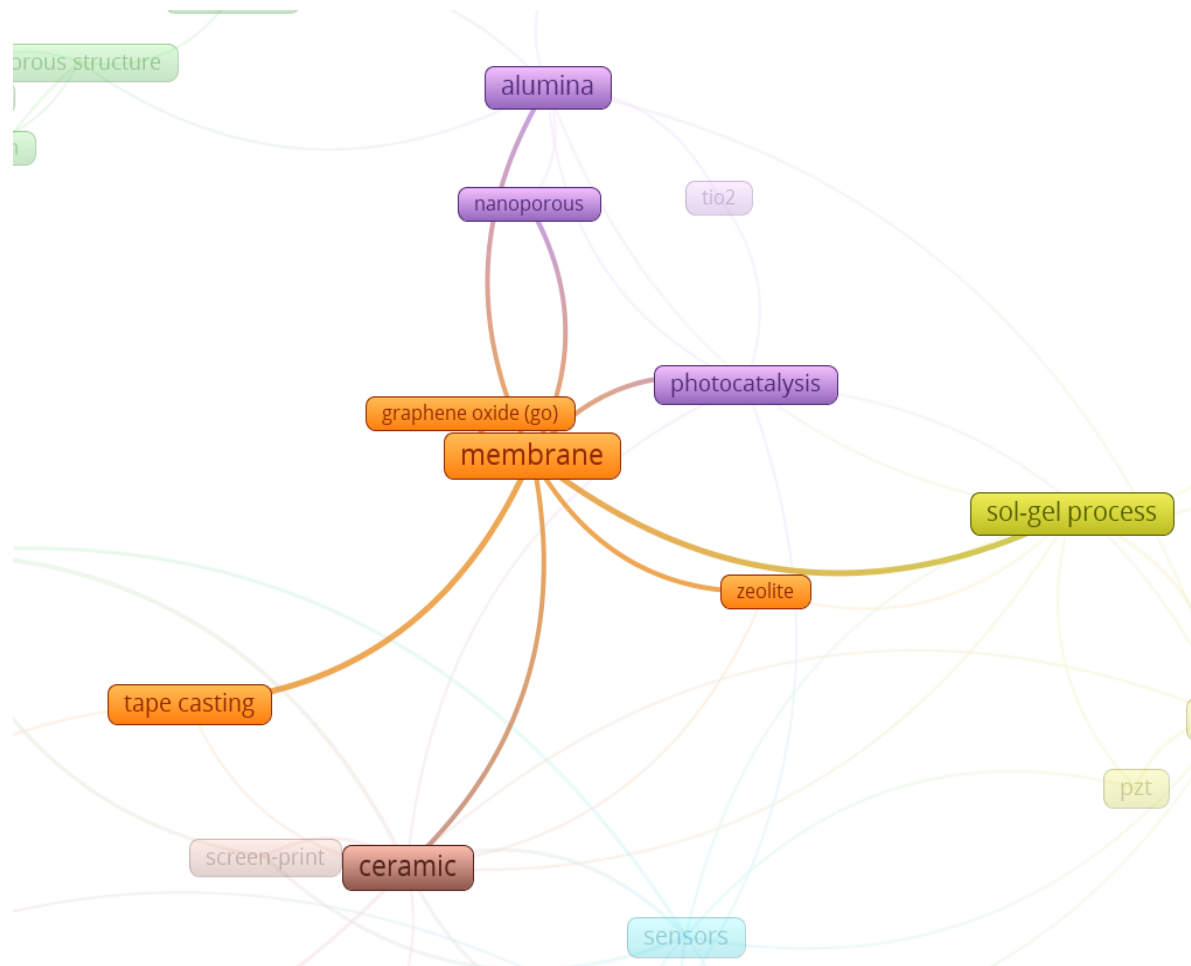 orous structure
alumina
nanoporous
tio2
photocatalysis
graphene oxide (go)
membrane
sol-gel process
zeolite
tape casting
pzt
screen-print
ceramic
sensors